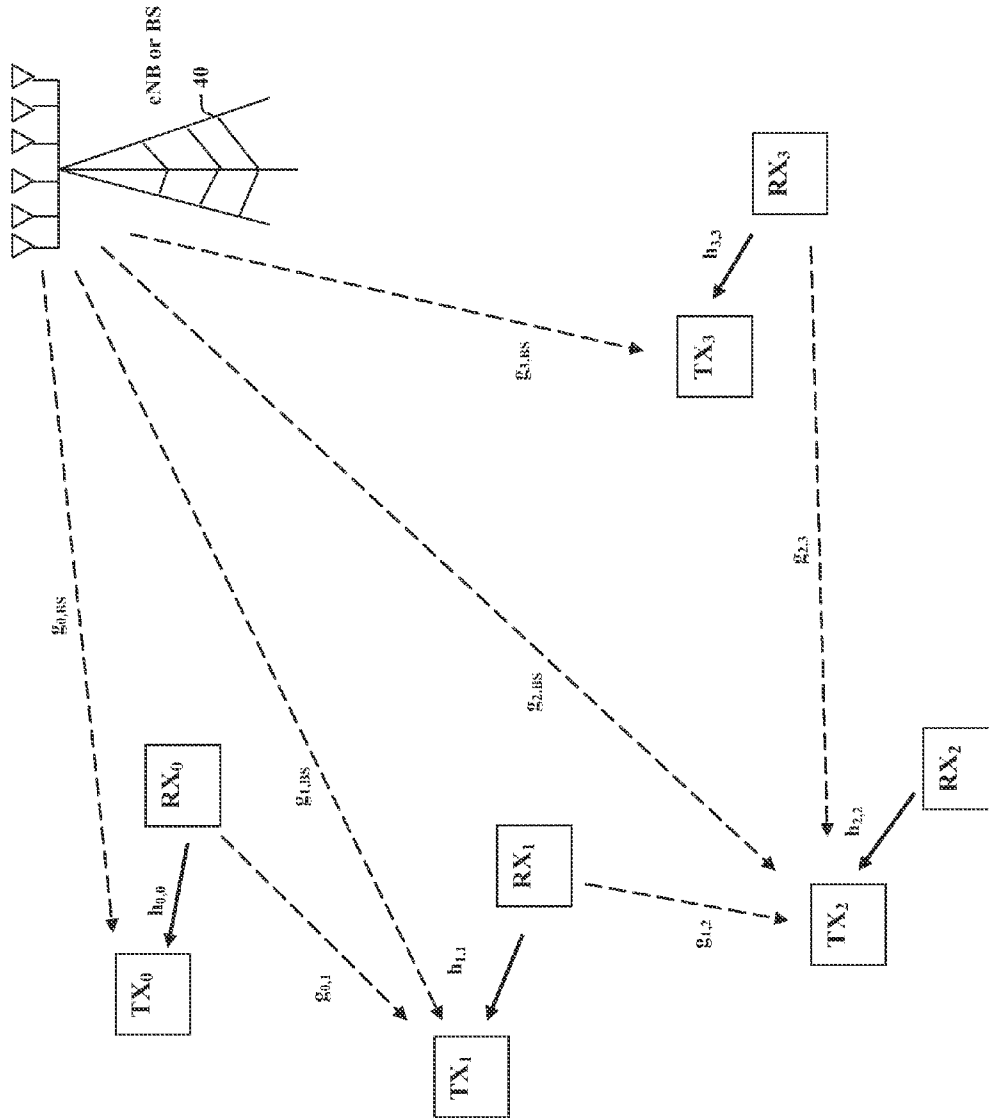 eNB or BS
40
g0,BS
g1,BS
g2,BS
g3,BS
TX0
h0,0
RX0
g0,1
TX1
h1,1
RX1
g1,2
TX2
h2,2
RX2
g2,3
TX3
h3,3
RX3